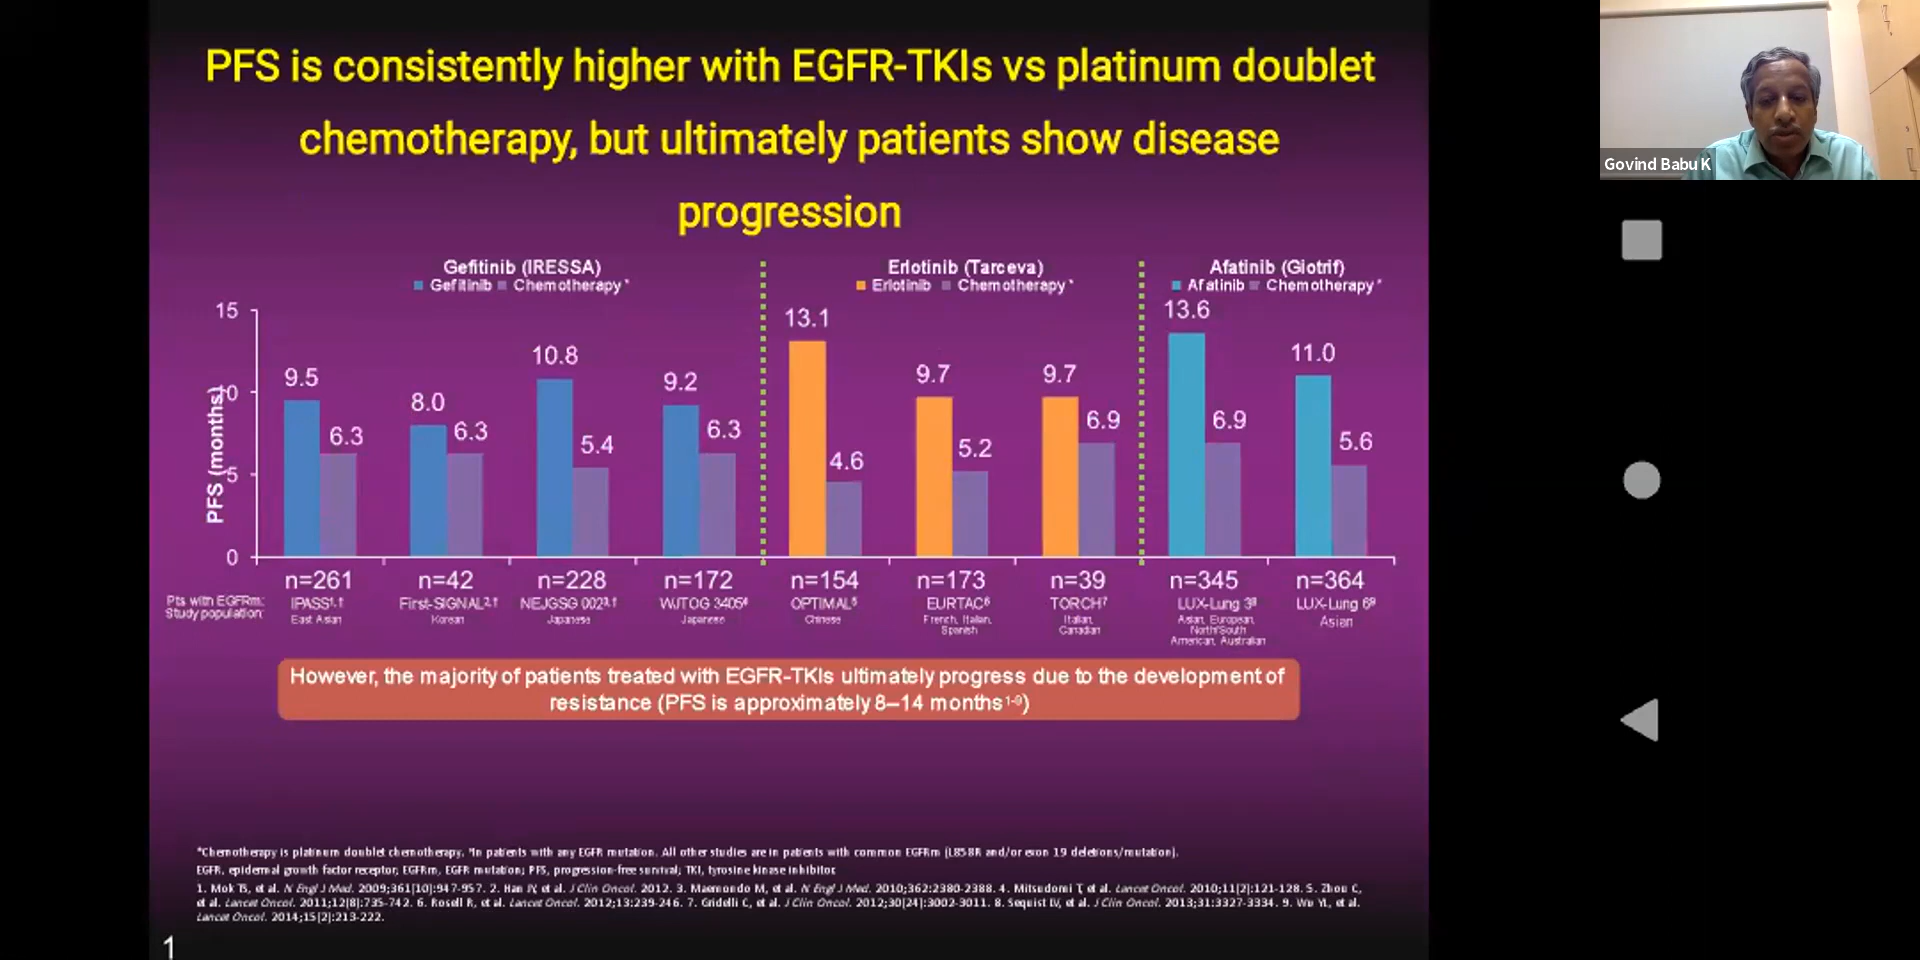 PFS is consistently higher with EGFR-TKIs vs platinum doublet
chemotherapy, but ultimately patients show disease
progression
Govind Babu K
Gefitinib (IRESSA)
Gefitinib Chemotherapy*
Erlotinib (Tarceva)
Erlotinib Chemotherapy*
Afatinib (Giotrif)
Afatinib Chemotherapy*
PFS (months)
15
0
5
0
9.5
6.3
8.0
6.3
10.8
5.4
9.2
6.3
13.1
4.6
9.7
5.2
9.7
6.9
13.6
6.9
11.0
5.6
n=261 n=42 n=228 n=172 n=154 n=173 n=39 n=345 n=364
Pts with EGFRm:
Study population:
IPASS1,†
East Asian
First-SIGNAL2,†
Korean
NEJGSG 0023,†
Japanese
WJTOG 34054
Japanese
OPTIMAL5
Chinese
EURTAC6
French, Italian,
Spanish
TORCH7
Italian,
Canadian
LUX-Lung 38
Asian, European,
North/South
American, Australian
LUX-Lung 69
Asian
However, the majority of patients treated with EGFR-TKIs ultimately progress due to the development of
resistance (PFS is approximately 8–14 months1-9)
*Chemotherapy is platinum doublet chemotherapy. In patients with any EGFR mutation. All other studies are in patients with common EGFRm (L858R and/or exon 19 deletions/mutation).
EGFR, epidermal growth factor receptor; EGFRm, EGFR mutation; PFS, progression-free survival; TKI, tyrosine kinase inhibitor.
1. Mok TS, et al. N Engl J Med. 2009;361(10):947-957. 2. Han JY, et al. J Clin Oncol. 2012. 3. Maemondo M, et al. N Engl J Med. 2010;362:2380-2388. 4. Mitsudomi T, et al. Lancet Oncol. 2010;11(2):121-128. 5. Zhou C,
et al. Lancet Oncol. 2011;12(8):735-742. 6. Rosell R, et al. Lancet Oncol. 2012;13:239-246. 7. Gridelli C, et al. J Clin Oncol. 2012;30(24):3002-3011. 8. Sequist LV, et al. J Clin Oncol. 2013;31:3327-3334. 9. Wu YL, et al.
Lancet Oncol. 2014;15(2):213-222.
1